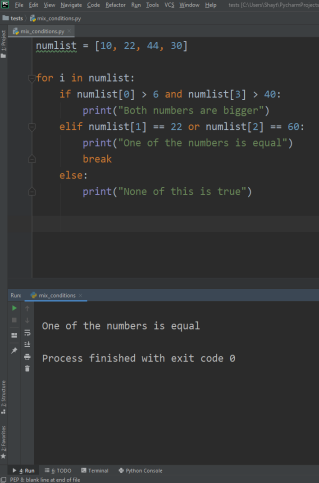 File Edit View Navigate Code Refactor Run Tools VCS Window Help
tests mix_conditions.py
mix_conditions.py
1: Project
numlist = [10, 22, 44, 30]
for i in numlist:
if numlist[0] > 6 and numlist[3] > 40:
print("Both numbers are bigger")
elif numlist[1] == 22 or numlist[2] == 60:
print("One of the numbers is equal")
break
else:
print("None of this is true")
Run mix_conditions
One of the numbers is equal
Process finished with exit code 0
2: Structure
2: Favorites
4: Run 6: TODO Terminal Python Console
PEP 8: blank line at end of file